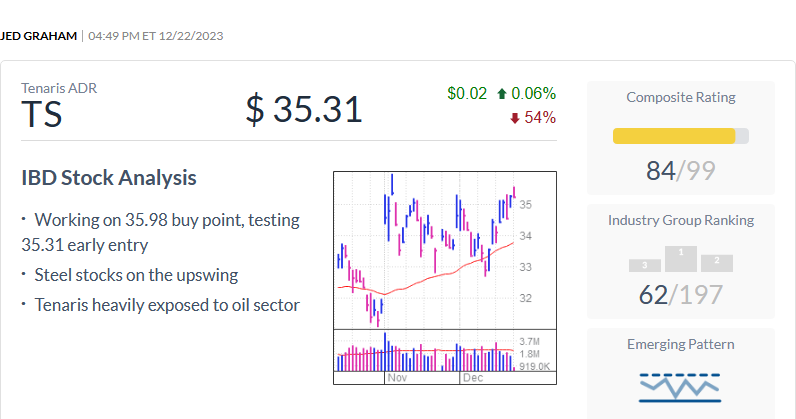 JED GRAHAM | 04:49 PM ET 12/22/2023
Tenaris ADR
TS
$ 35.31
$0.02 0.06%
54%
IBD Stock Analysis
• Working on 35.98 buy point, testing
35.31 early entry
• Steel stocks on the upswing
• Tenaris heavily exposed to oil sector
35
34
33
32
3.7M
1.8M
919.0K
Nov
Dec
Composite Rating
84/99
Industry Group Ranking
3
1
2
62/197
Emerging Pattern